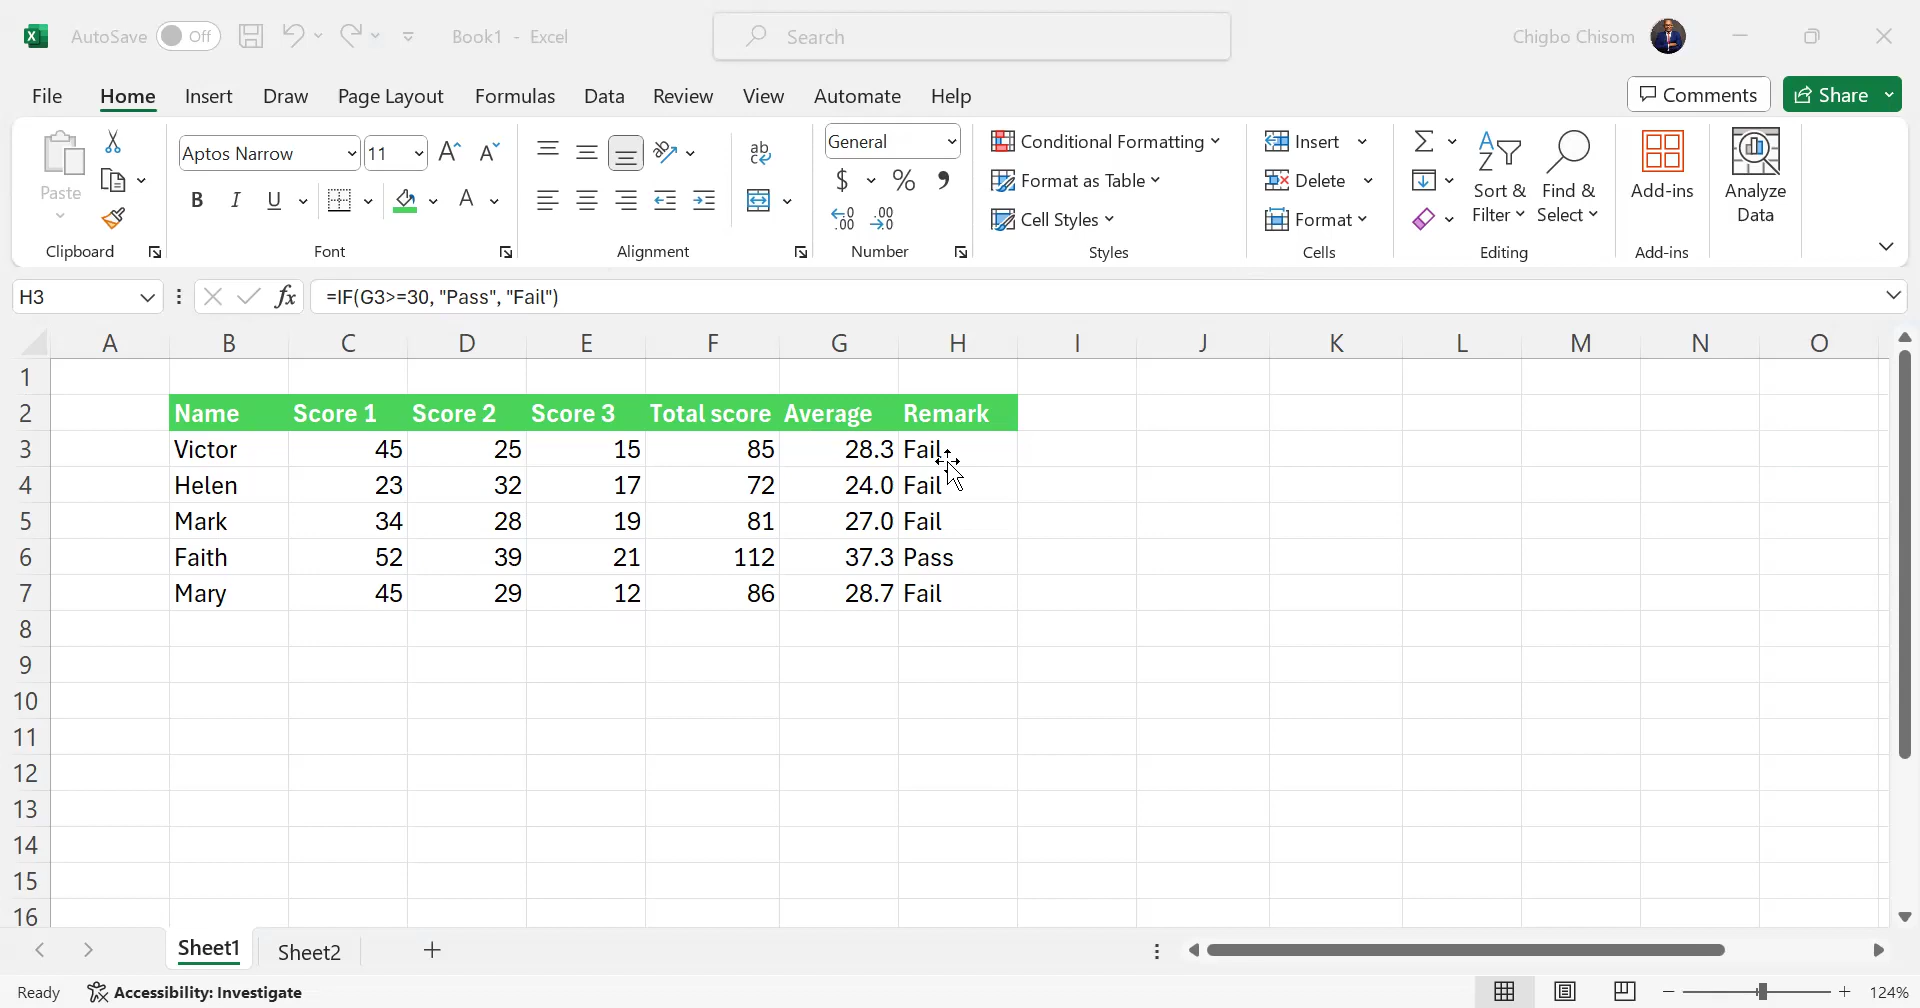 AutoSave Off Book1 - Excel Search Chigbo Chisom
File Home Insert Draw Page Layout Formulas Data Review View Automate Help Comments Share
Paste
Clipboard
Aptos Narrow 11
B I U A
Font
ab
c
Alignment
General
$ % 9
.00 .00
Number
Conditional Formatting
Format as Table
Cell Styles
Styles
Insert
Delete
Format
Cells
Sort & Filter
Find & Select
Editing
Add-ins
Add-ins
Analyze Data
H3 fx =IF(G3>=30, "Pass", "Fail")
A B C D E F G H I J K L M N O
1
2 Name Score 1 Score 2 Score 3 Total score Average Remark
3 Victor 45 25 15 85 28.3 Fail
4 Helen 23 32 17 72 24.0 Fail
5 Mark 34 28 19 81 27.0 Fail
6 Faith 52 39 21 112 37.3 Pass
7 Mary 45 29 12 86 28.7 Fail
8
9
10
11
12
13
14
15
16
Sheet1 Sheet2 +
Ready Accessibility: Investigate 124%